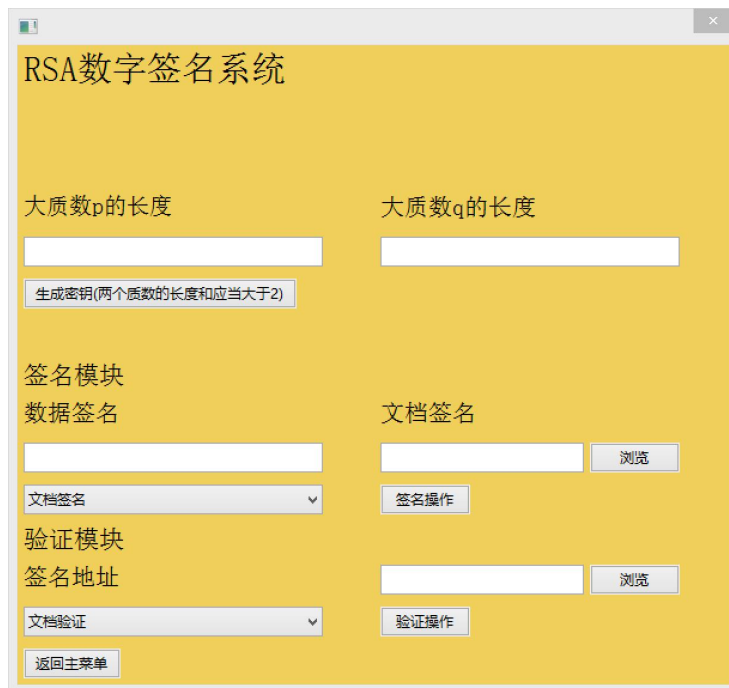 RSA数字签名系统
大质数p的长度 大质数q的长度
生成密钥(两个质数的长度和应当大于2)
签名模块
数据签名 文档签名
浏览
文档签名 签名操作
验证模块
签名地址 浏览
文档验证 验证操作
返回主菜单